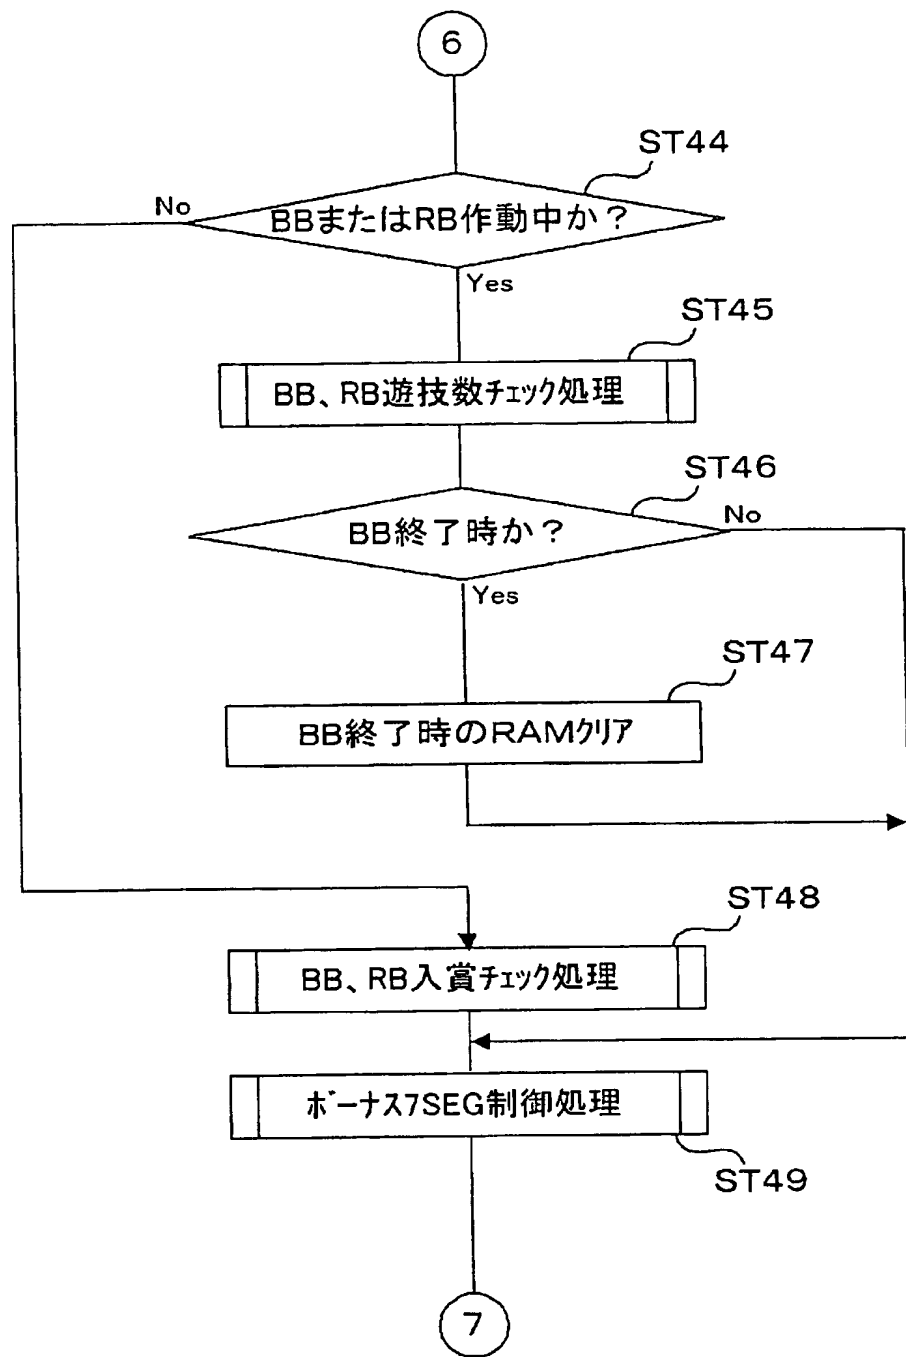 6
ST44
No
BBまたはRB作動中か？
Yes
ST45
BB、RB遊技数ﾁｪｯｸ処理
ST46
BB終了時か？
No
Yes
ST47
BB終了時のRAMｸﾘｱ
ST48
BB、RB入賞ﾁｪｯｸ処理
ﾎﾞｰﾅｽ7SEG制御処理
ST49
7